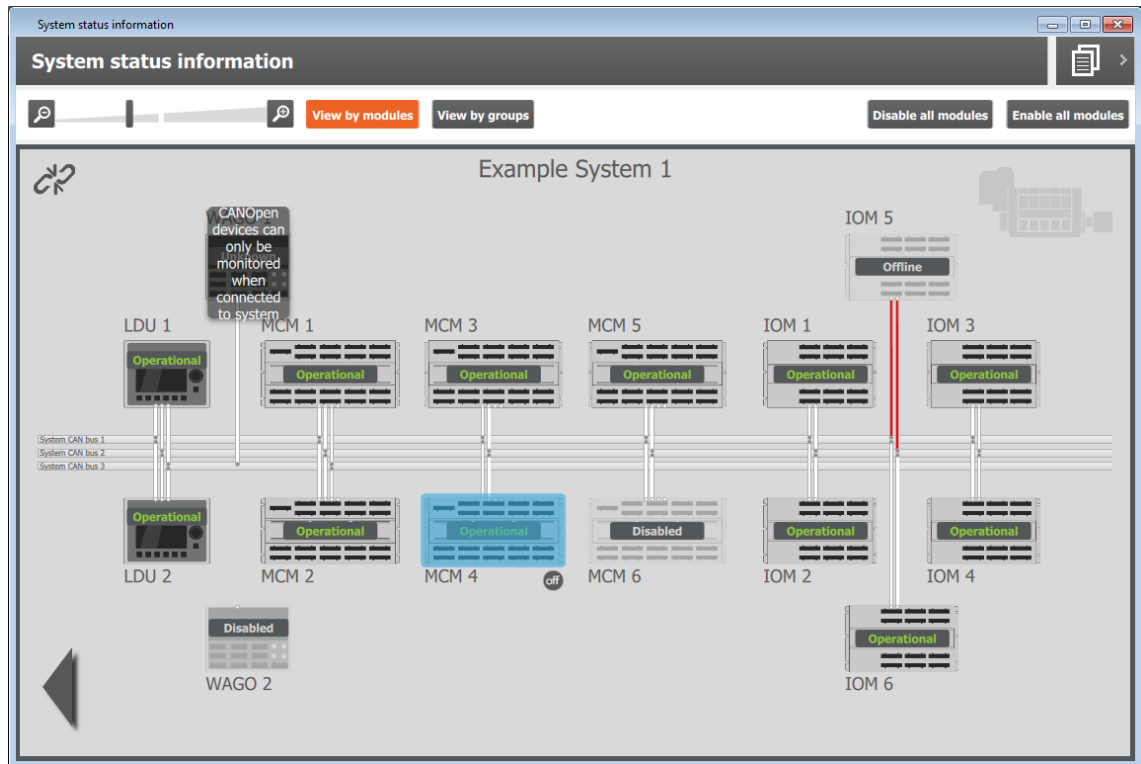 System status information
System status information
View by modules
View by groups
Disable all modules
Enable all modules
Example System 1
WAGO 1
Unknown
CANOpen
devices can
only be
monitored
when
connected
to system
IOM 5
Offline
LDU 1
MCM 1
MCM 3
MCM 5
IOM 1
IOM 3
Operational
Operational
Operational
Operational
Operational
Operational
System CAN bus 1
System CAN bus 2
System CAN bus 3
Operational
Operational
Operational
Disabled
Operational
Operational
LDU 2
MCM 2
MCM 4
off
MCM 6
IOM 2
IOM 4
Disabled
Operational
WAGO 2
IOM 6